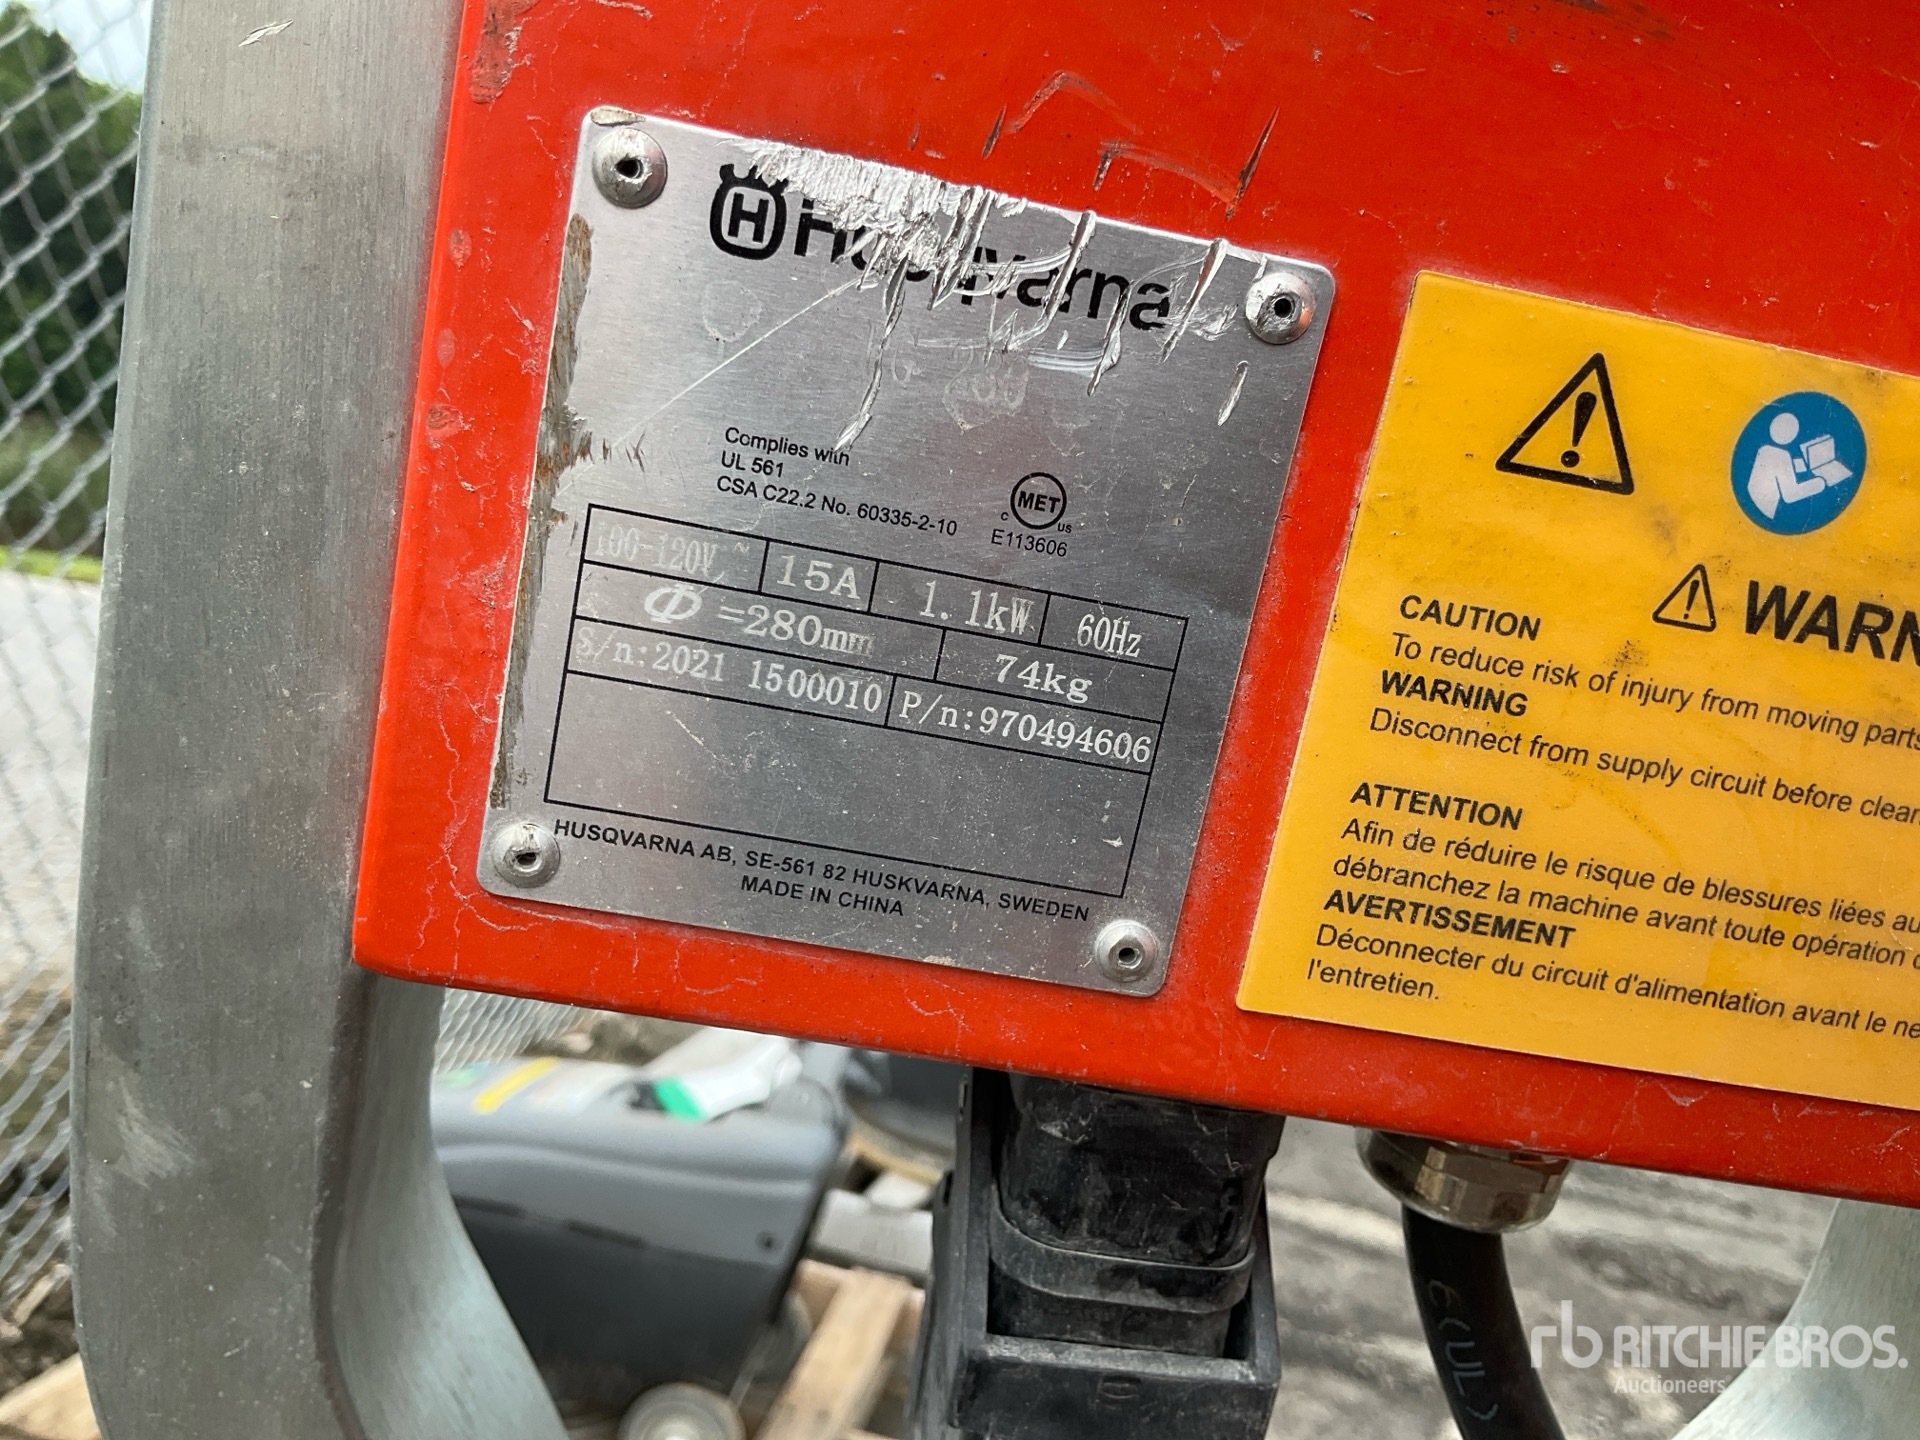 H Husqvarna
Complies with
UL 561
CSA C22.2 No. 60335-2-10
C MET US
E113606
100-120V~ 15A 1.1kW 60Hz
Φ=280mm 74kg
S/n:2021 1500010 P/n:970494606
HUSQVARNA AB, SE-561 82 HUSKVARNA, SWEDEN
MADE IN CHINA
WARN
CAUTION
To reduce risk of injury from moving parts
WARNING
Disconnect from supply circuit before clean
ATTENTION
Afin de réduire le risque de blessures liées au
débranchez la machine avant toute opération
AVERTISSEMENT
Déconnecter du circuit d'alimentation avant le ne
l'entretien.
rb RITCHIE BROS.
Auctioneers